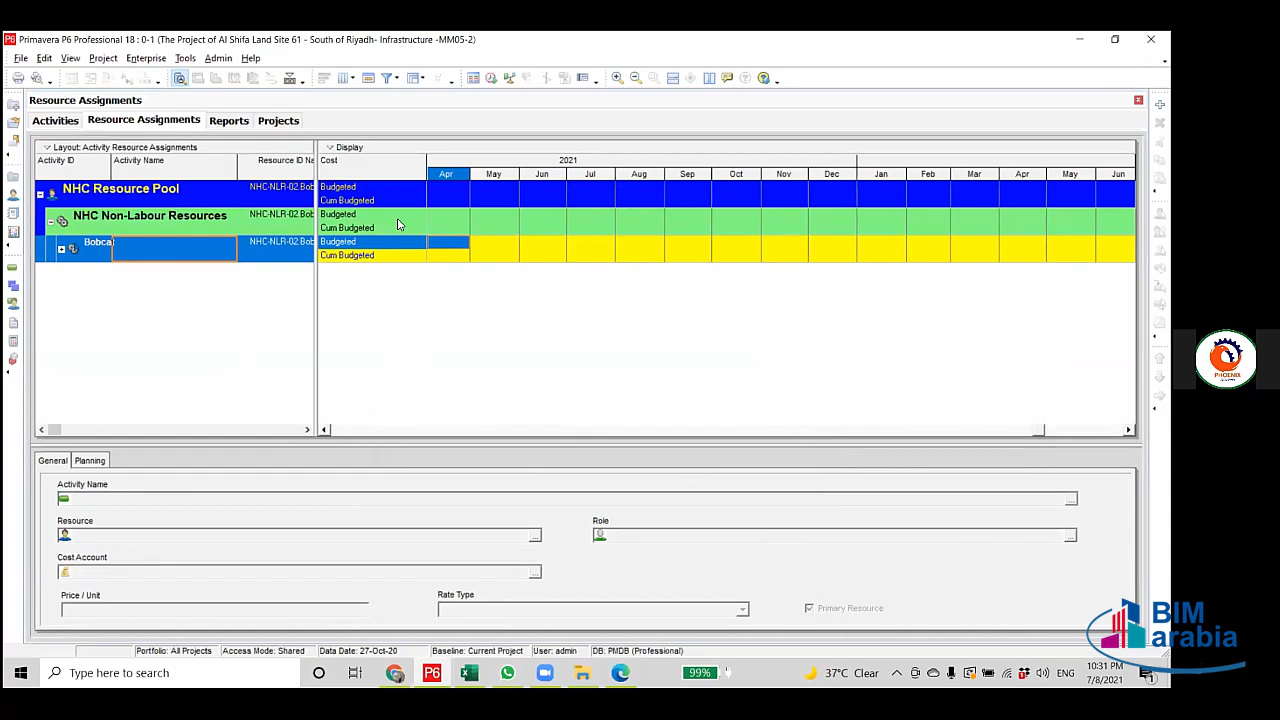 Primavera P6 Professional 18 : 0-1 (The Project of Al Shifa Land Site 61 - South of Riyadh- Infrastructure -MM05-2)
File Edit View Project Enterprise Tools Admin Help
Resource Assignments
Activities Resource Assignments Reports Projects
Layout: Activity Resource Assignments Display
Activity ID Activity Name Resource ID Na Cost 2021
Apr May Jun Jul Aug Sep Oct Nov Dec Jan Feb Mar Apr May Jun
NHC Resource Pool NHC-NLR-02.Bob Budgeted
Cum Budgeted
NHC Non-Labour Resources NHC-NLR-02.Bob Budgeted
Cum Budgeted
Bobcat NHC-NLR-02.Bob Budgeted
Cum Budgeted
General Planning
Activity Name
Resource Role
Cost Account
Price / Unit Rate Type Primary Resource
Portfolio: All Projects Access Mode: Shared Data Date: 27-Oct-20 Baseline: Current Project User: admin DB: PMDB (Professional)
Type here to search 99% 37°C Clear ENG 10:31 PM
7/8/2021
PHOENIX
BIM
arabia